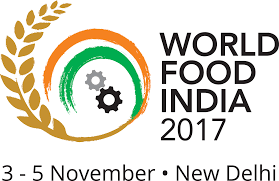 WORLD
FOOD
INDIA
2017
3 - 5 November • New Delhi